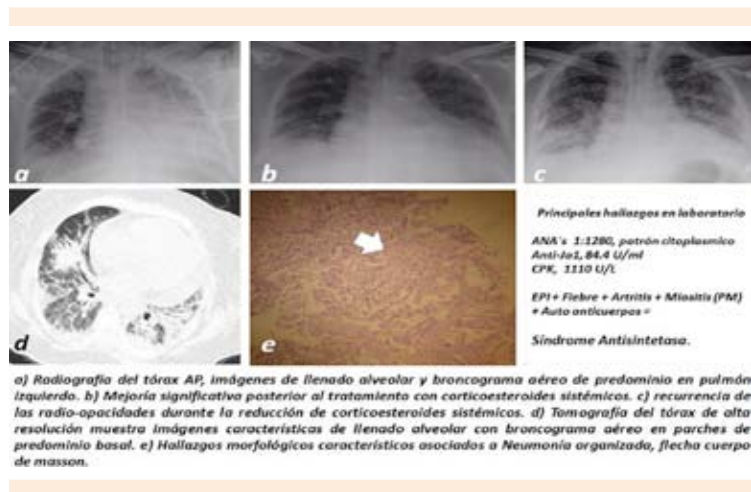 a
b
c
d
e
Principales hallazgos en laboratorio
ANA's 1:1280, patrón citoplasmico
Anti-Jo1, 84.4 U/ml
CPK, 1110 U/L
EPI + Fiebre + Artritis + Miositis (PM)
+ Auto anticuerpos =
Síndrome Antisintetasa.
a) Radiografía del tórax AP, imágenes de llenado alveolar y broncograma aéreo de predominio en pulmón
izquierdo. b) Mejoría significativa posterior al tratamiento con corticoesteroides sistémicos. c) recurrencia de
las radio-opacidades durante la reducción de corticoesteroides sistémicos. d) Tomografía del tórax de alta
resolución muestra imágenes características de llenado alveolar con broncograma aéreo en parches de
predominio basal. e) Hallazgos morfológicos característicos asociados a Neumonía organizada, flecha cuerpo
de masson.